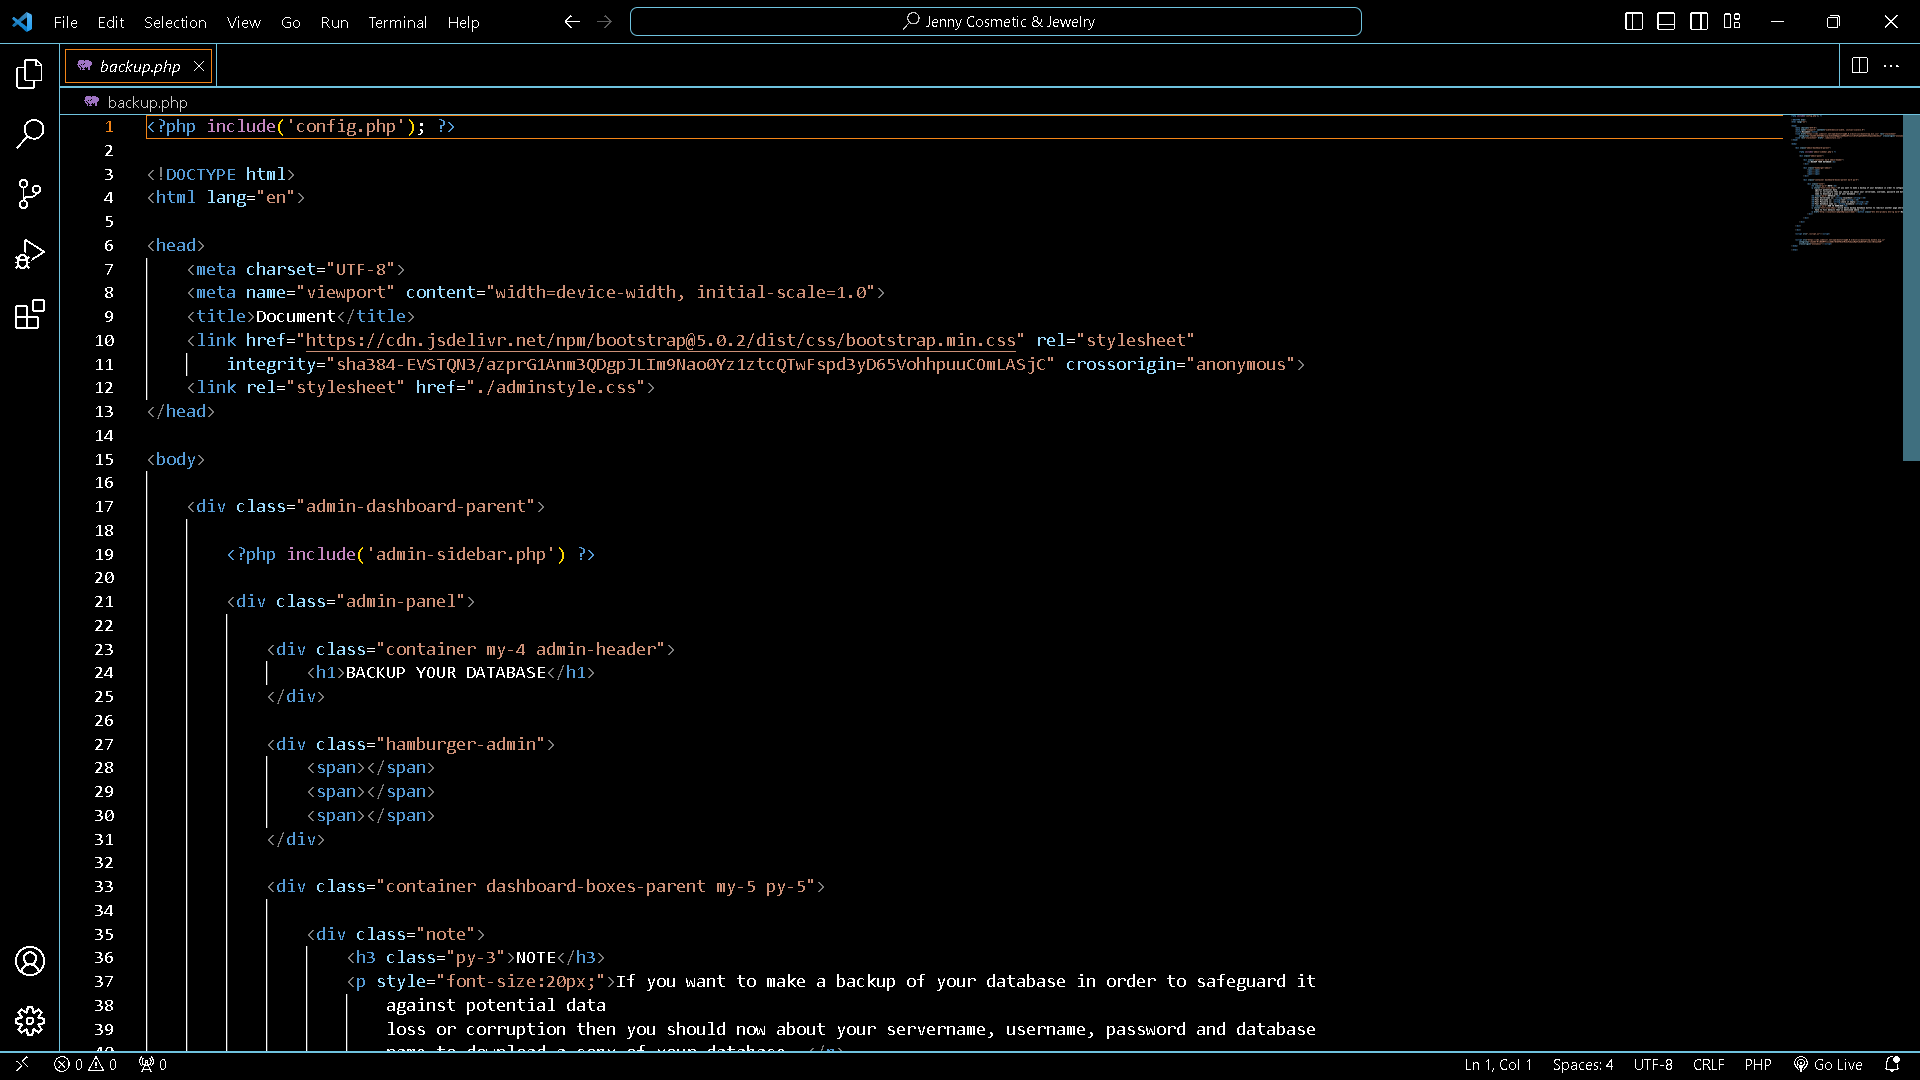 File Edit Selection View Go Run Terminal Help
Jenny Cosmetic & Jewelry
backup.php
backup.php
1 <?php include('config.php'); ?>
2
3 <!DOCTYPE html>
4 <html lang="en">
5
6 <head>
7 <meta charset="UTF-8">
8 <meta name="viewport" content="width=device-width, initial-scale=1.0">
9 <title>Document</title>
10 <link href="https://cdn.jsdelivr.net/npm/bootstrap@5.0.2/dist/css/bootstrap.min.css" rel="stylesheet"
11 integrity="sha384-EVSTQN3/azprG1Anm3QDgpJLIm9Nao0Yz1ztcQTwFspd3yD65VohhpuuCOmLASjC" crossorigin="anonymous">
12 <link rel="stylesheet" href="./adminstyle.css">
13 </head>
14
15 <body>
16
17 <div class="admin-dashboard-parent">
18
19 <?php include('admin-sidebar.php') ?>
20
21 <div class="admin-panel">
22
23 <div class="container my-4 admin-header">
24 <h1>BACKUP YOUR DATABASE</h1>
25 </div>
26
27 <div class="hamburger-admin">
28 <span></span>
29 <span></span>
30 <span></span>
31 </div>
32
33 <div class="container dashboard-boxes-parent my-5 py-5">
34
35 <div class="note">
36 <h3 class="py-3">NOTE</h3>
37 <p style="font-size:20px;">If you want to make a backup of your database in order to safeguard it
38 against potential data
39 loss or corruption then you should now about your servername, username, password and database
40 name to download a copy of your database. </p>
0 0 0 Ln 1, Col 1 Spaces: 4 UTF-8 CRLF PHP Go Live